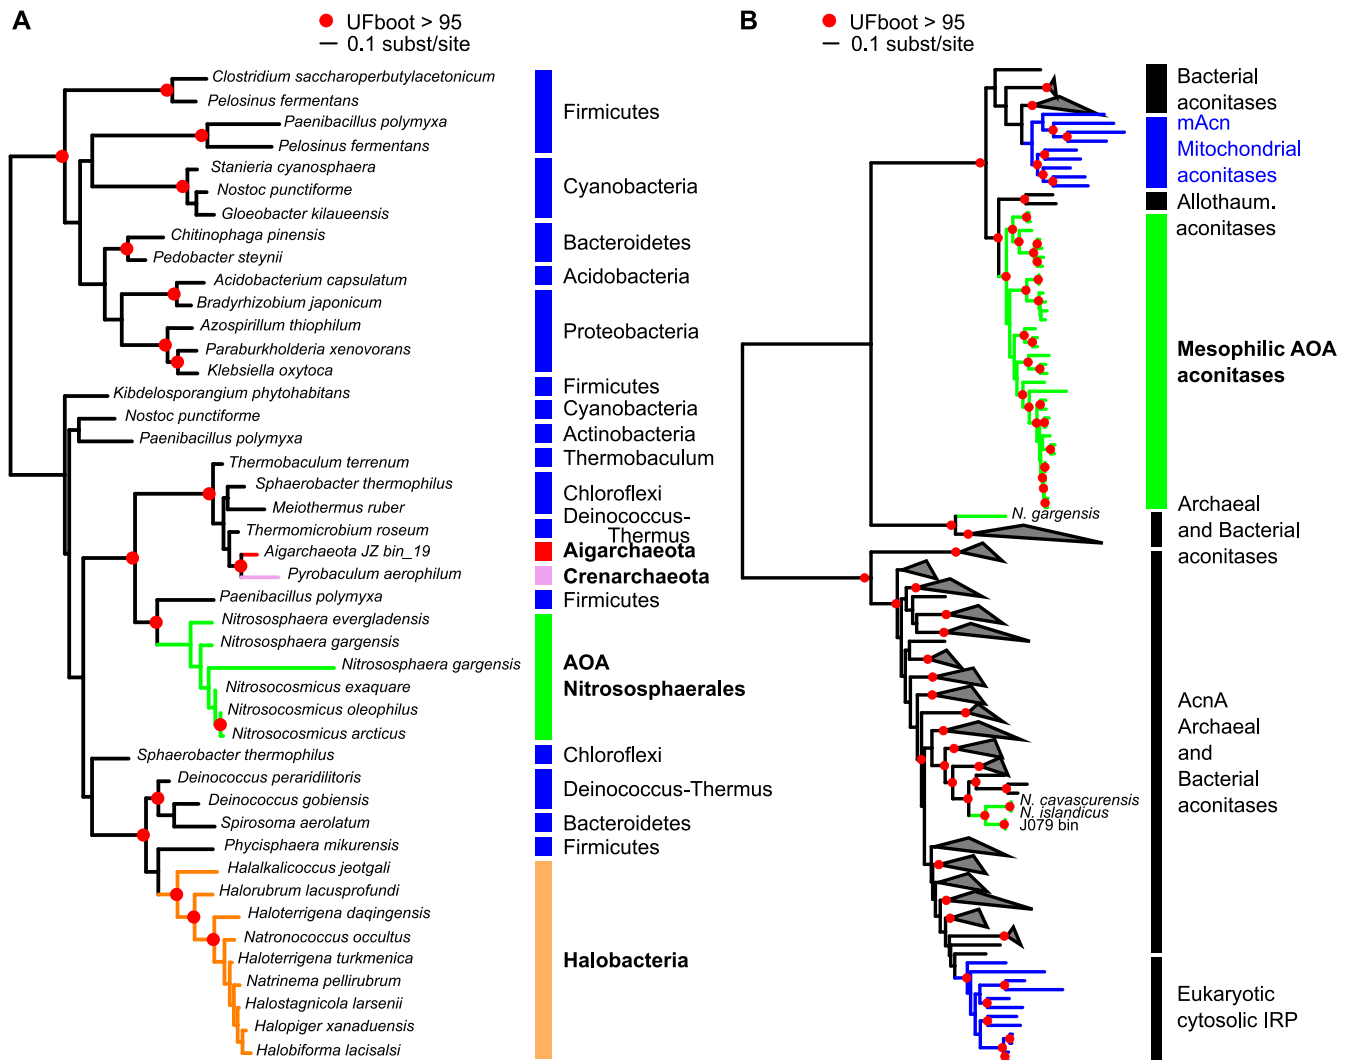 A
UFboot > 95
0.1 subst/site
Clostridium saccharoperbutylacetonicum
Pelosinus fermentans
Paenibacillus polymyxa
Pelosinus fermentans
Stanieria cyanosphaera
Nostoc punctiforme
Gloeobacter kilaueensis
Chitinophaga pinensis
Pedobacter steynii
Acidobacterium capsulatum
Bradyrhizobium japonicum
Azospirillum thiophilum
Paraburkholderia xenovorans
Klebsiella oxytoca
Kibdelosporangium phytohabitans
Nostoc punctiforme
Paenibacillus polymyxa
Thermobaculum terrenum
Sphaerobacter thermophilus
Meiothermus ruber
Thermomicrobium roseum
Aigarchaeota JZ bin_19
Pyrobaculum aerophilum
Paenibacillus polymyxa
Nitrososphaera evergladensis
Nitrososphaera gargensis
Nitrososphaera gargensis
Nitrosocosmicus exaquare
Nitrosocosmicus oleophilus
Nitrosocosmicus arcticus
Sphaerobacter thermophilus
Deinococcus peraridilitoris
Deinococcus gobiensis
Spirosoma aerolatum
Phycisphaera mikurensis
Halalkalicoccus jeotgali
Halorubrum lacusprofundi
Haloterrigena daqingensis
Natronococcus occultus
Haloterrigena turkmenica
Natrinema pellirubrum
Halostagnicola larsenii
Halopiger xanaduensis
Halobiforma lacisalsi
Firmicutes
Cyanobacteria
Bacteroidetes
Acidobacteria
Proteobacteria
Firmicutes
Cyanobacteria
Actinobacteria
Thermobaculum
Chloroflexi
Deinococcus-
Thermus
Aigarchaeota
Crenarchaeota
Firmicutes
AOA
Nitrososphaerales
Chloroflexi
Deinococcus-Thermus
Bacteroidetes
Firmicutes
Halobacteria
B
UFboot > 95
0.1 subst/site
Bacterial
aconitases
mAcn
Mitochondrial
aconitases
Allothaum.
aconitases
Mesophilic AOA
aconitases
N. gargensis
Archaeal
and Bacterial
aconitases
N. cavascurensis
N. islandicus
J079 bin
AcnA
Archaeal
and
Bacterial
aconitases
Eukaryotic
cytosolic IRP